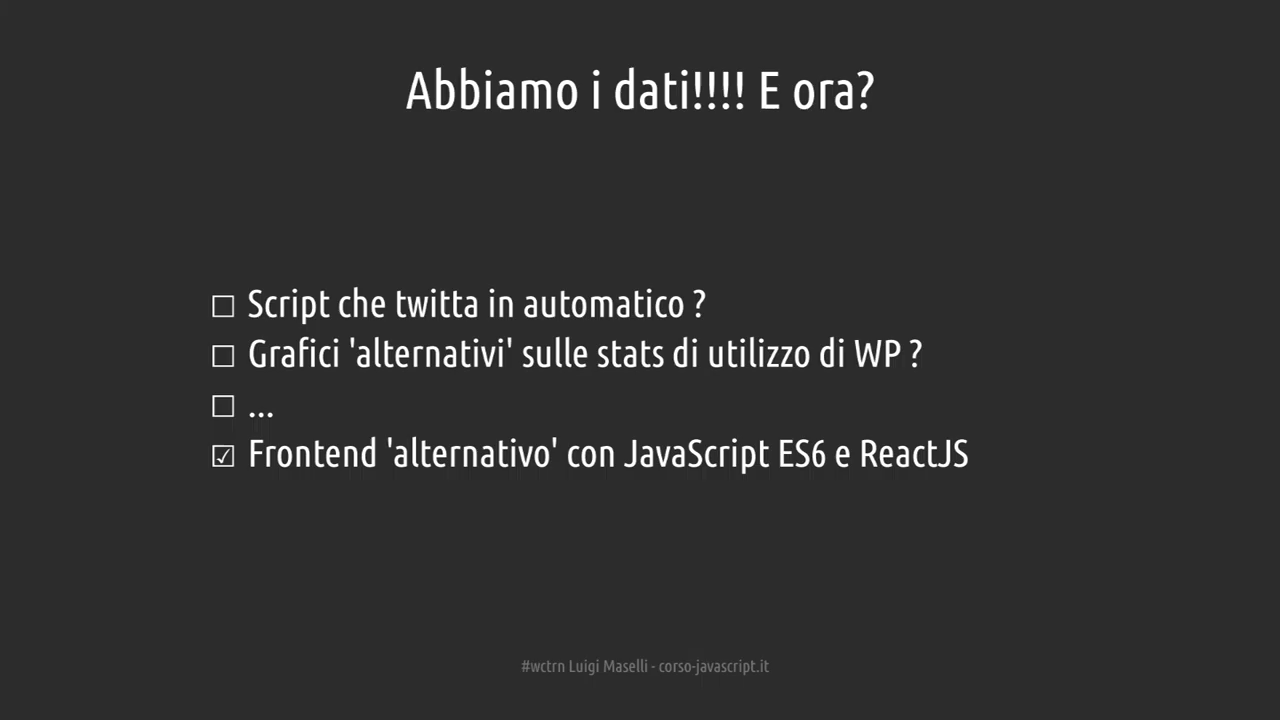 Abbiamo i dati!!!! E ora?
☐ Script che twitta in automatico ?
☐ Grafici 'alternativi' sulle stats di utilizzo di WP ?
☐ ...
☑ Frontend 'alternativo' con JavaScript ES6 e ReactJS
#wctrn Luigi Maselli - corso-javascript.it